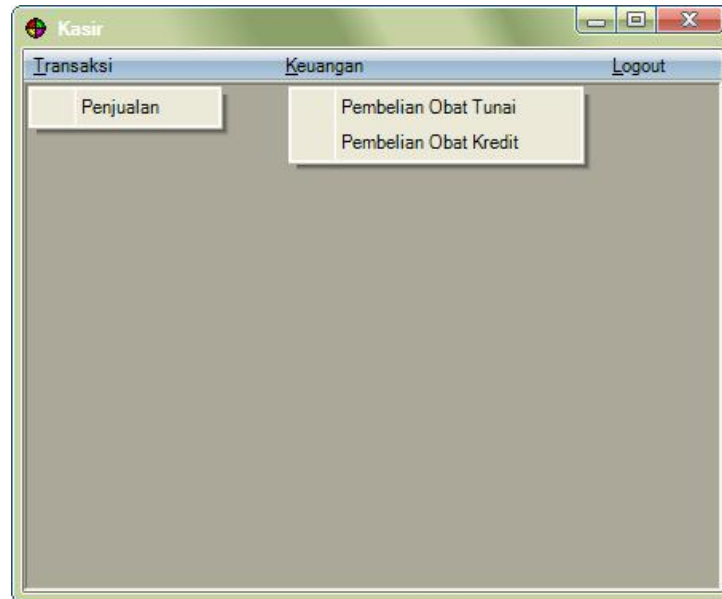 Kasir
Transaksi Keuangan Logout
Penjualan Pembelian Obat Tunai
Pembelian Obat Kredit